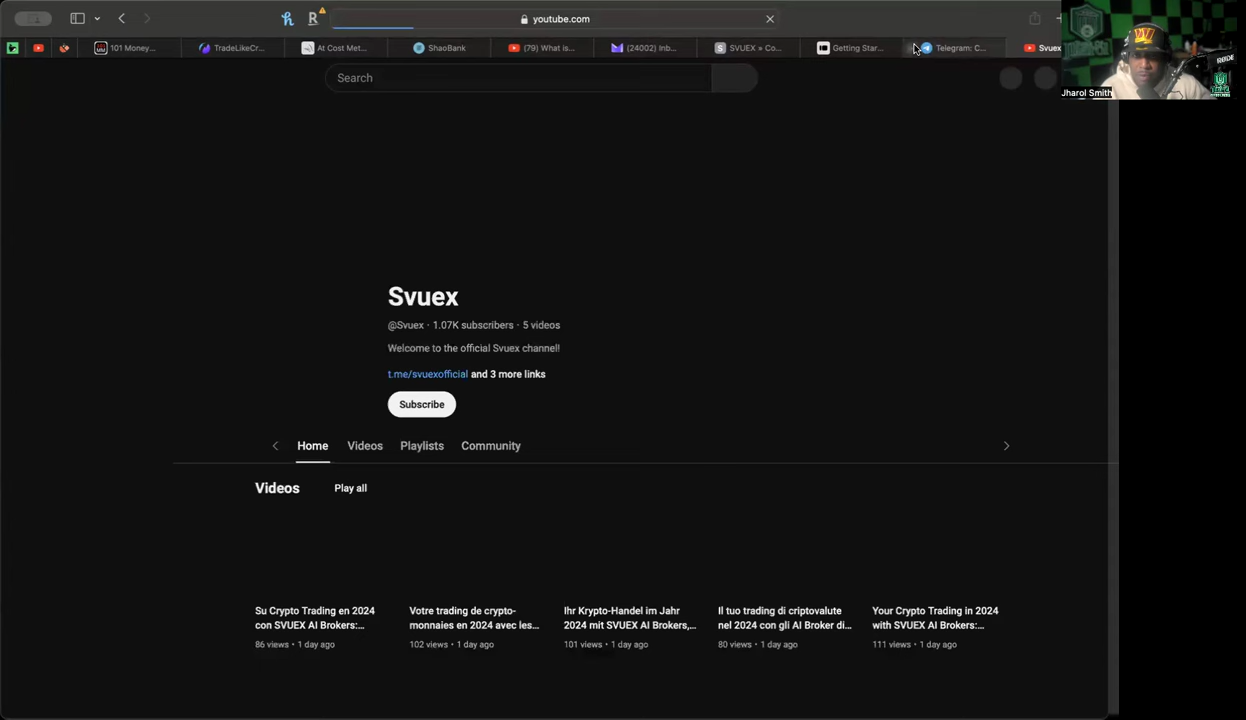 youtube.com
101 Money...
TradeLikeCr...
At Cost Met...
ShaoBank
(79) What is...
(24002) Inb...
SVUEX » Co...
Getting Star...
Telegram: C...
Svuex
Search
RØDE
Jharol Smith
Svuex
@Svuex · 1.07K subscribers · 5 videos
Welcome to the official Svuex channel!
t.me/svuexofficial and 3 more links
Subscribe
Home Videos Playlists Community
Videos Play all
Su Crypto Trading en 2024
con SVUEX AI Brokers:...
86 views · 1 day ago
Votre trading de crypto-
monnaies en 2024 avec les...
102 views · 1 day ago
Ihr Krypto-Handel im Jahr
2024 mit SVUEX AI Brokers,...
101 views · 1 day ago
Il tuo trading di criptovalute
nel 2024 con gli AI Broker di...
80 views · 1 day ago
Your Crypto Trading in 2024
with SVUEX AI Brokers:...
111 views · 1 day ago